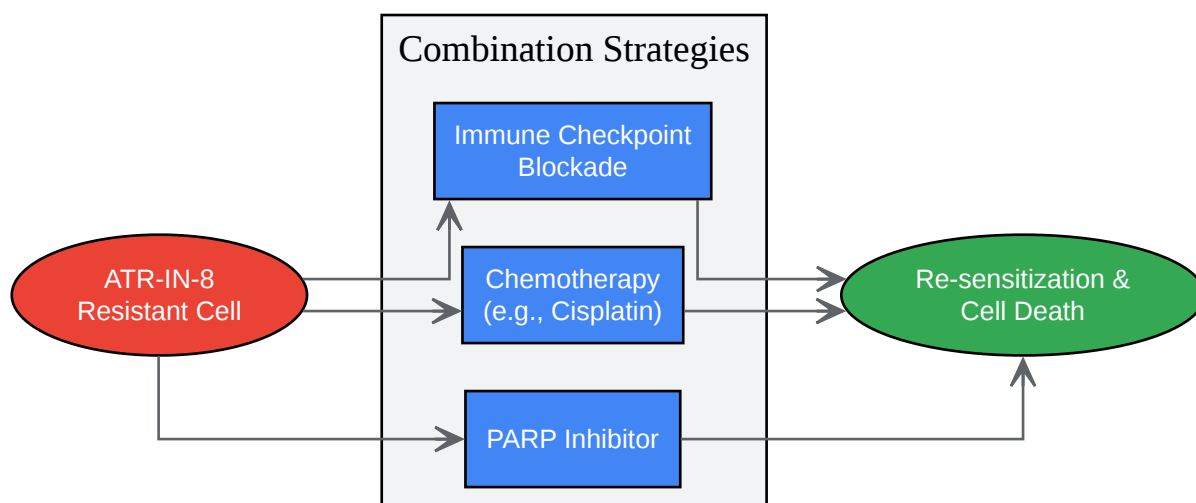 Combination Strategies
Immune Checkpoint
Blockade
ATR-IN-8
Resistant Cell
Chemotherapy
(e.g., Cisplatin)
Re-sensitization &
Cell Death
PARP Inhibitor